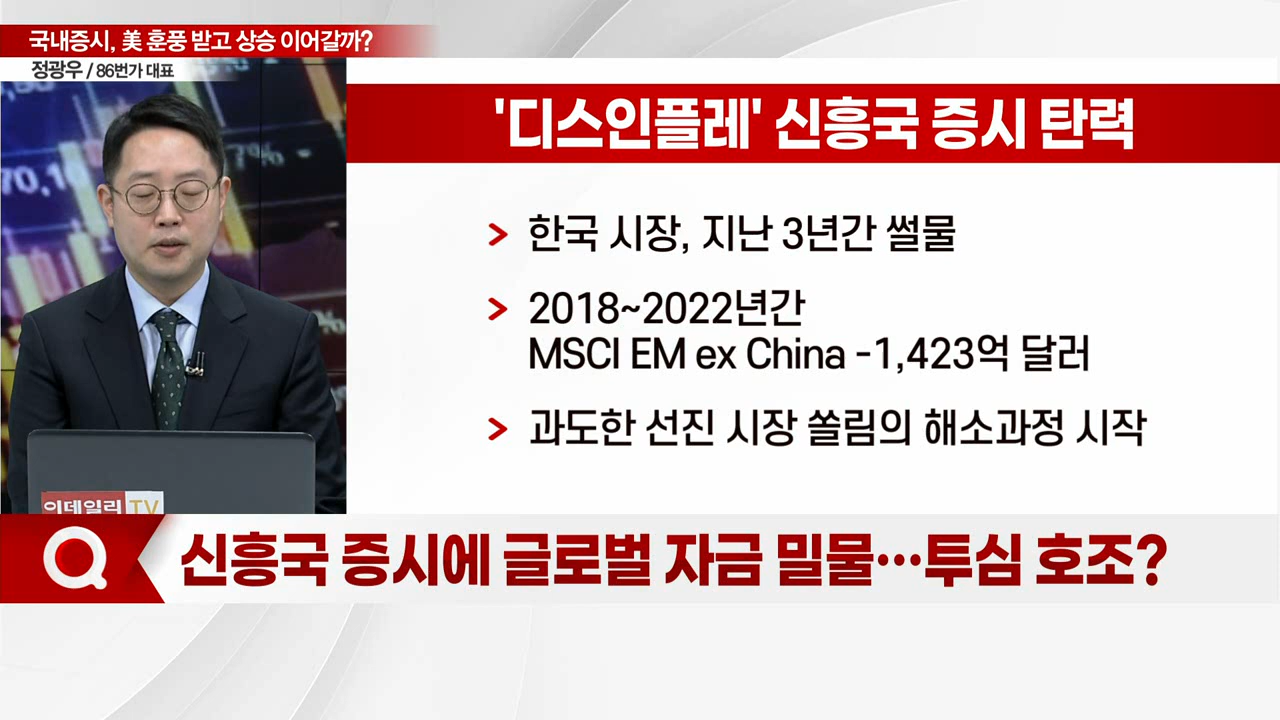 국내증시, 美 훈풍 받고 상승 이어갈까?
정광우 / 86번가 대표
70,1
%
'디스인플레' 신흥국 증시 탄력
> 한국 시장, 지난 3년간 썰물
> 2018~2022년간
MSCI EM ex China -1,423억 달러
> 과도한 선진 시장 쏠림의 해소과정 시작
이데일리 TV
Q 신흥국 증시에 글로벌 자금 밀물…투심 호조?